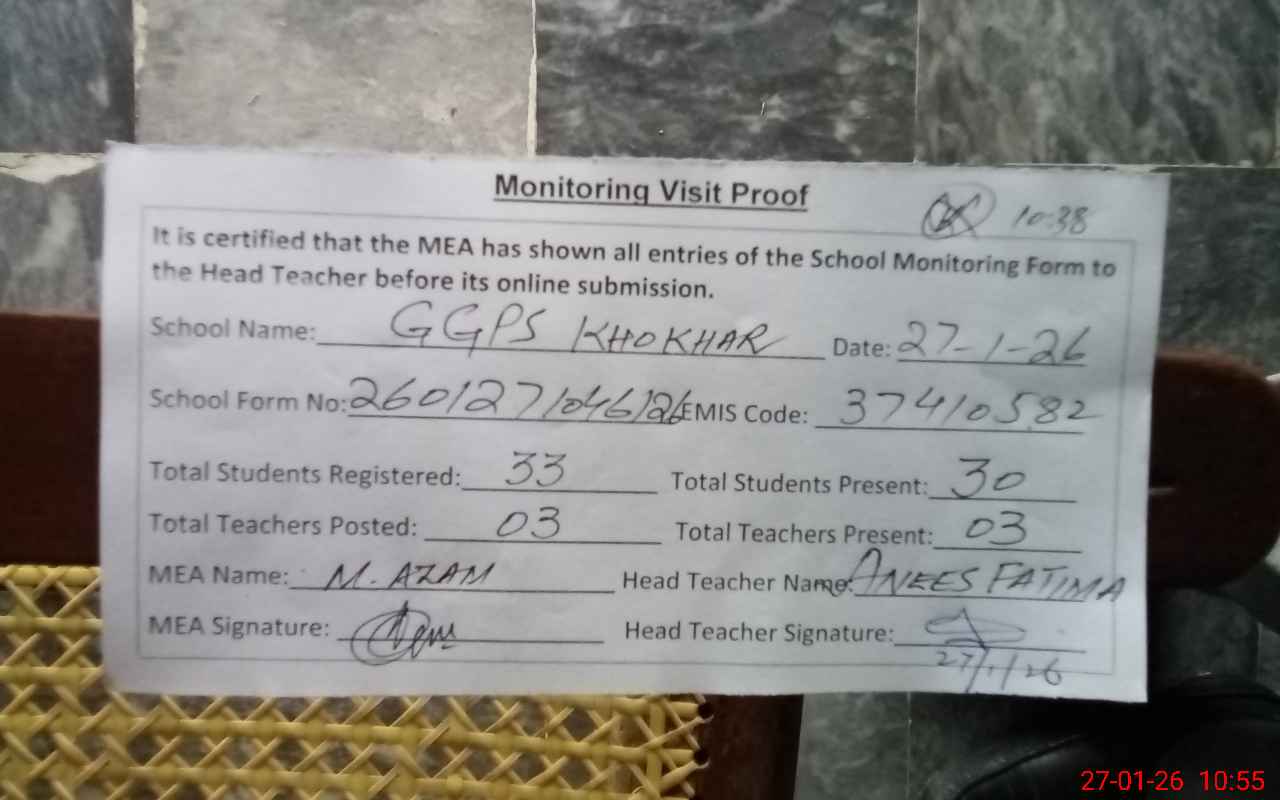 Monitoring Visit Proof
10:38
It is certified that the MEA has shown all entries of the School Monitoring Form to
the Head Teacher before its online submission.
School Name: GGPS KHOKHAR Date: 27-1-26
School Form No: EMIS Code: 37410582
Total Students Registered: 33 Total Students Present: 30
Total Teachers Posted: 03 Total Teachers Present: 03
MEA Name: M. AZAM Head Teacher Name: ANEES FATIMA
MEA Signature: Head Teacher Signature:
27/1/26
27-01-26 10:55